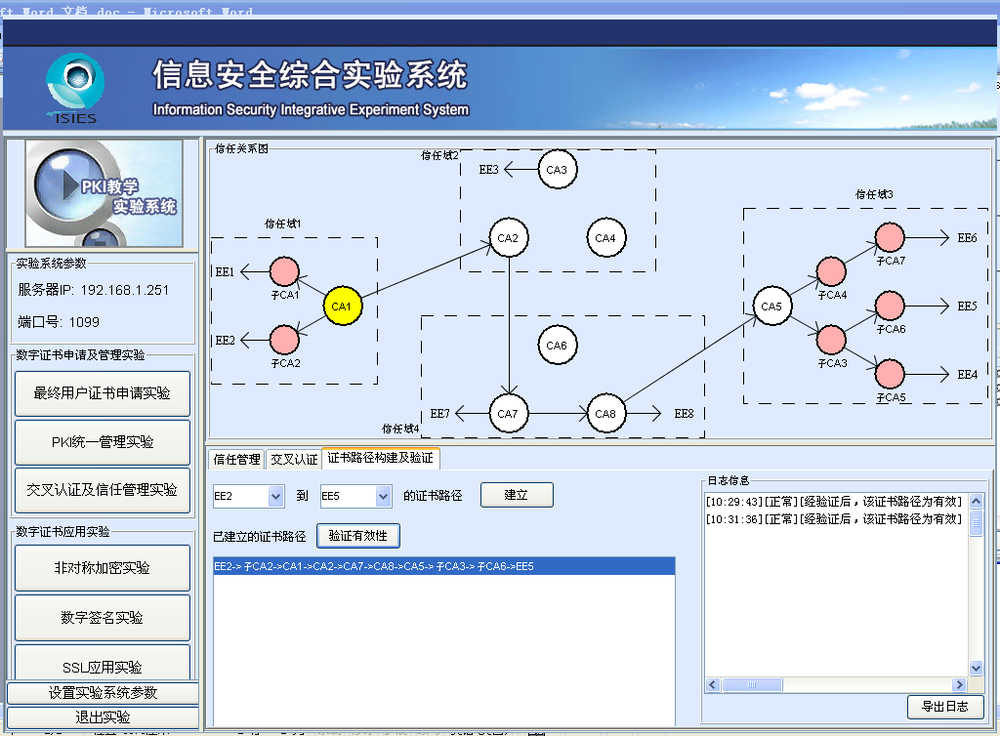 ft Word 文档.doc - Microsoft Word
信息安全综合实验系统
Information Security Integrative Experiment System
ISIES
PKI教学
实验系统
实验系统参数
服务器IP: 192.168.1.251
端口号: 1099
数字证书申请及管理实验
最终用户证书申请实验
PKI统一管理实验
交叉认证及信任管理实验
数字证书应用实验
非对称加密实验
数字签名实验
SSL应用实验
设置实验系统参数
退出实验
信任关系图
信任域2
EE3
CA3
信任域3
信任域1
CA2
CA4
EE6
子CA7
EE1
子CA1
子CA4
CA1
CA5
EE5
子CA6
EE2
子CA2
CA6
子CA3
EE4
子CA5
EE7
CA7
CA8
EE8
信任域4
信任管理
交叉认证
证书路径构建及验证
EE2 到 EE5 的证书路径 建立
已建立的证书路径 验证有效性
EE2->子CA2->CA1->CA2->CA7->CA8->CA5->子CA3->子CA6->EE5
日志信息
[10:29:43][正常][经验证后，该证书路径为有效]
[10:31:36][正常][经验证后，该证书路径为有效]
导出日志